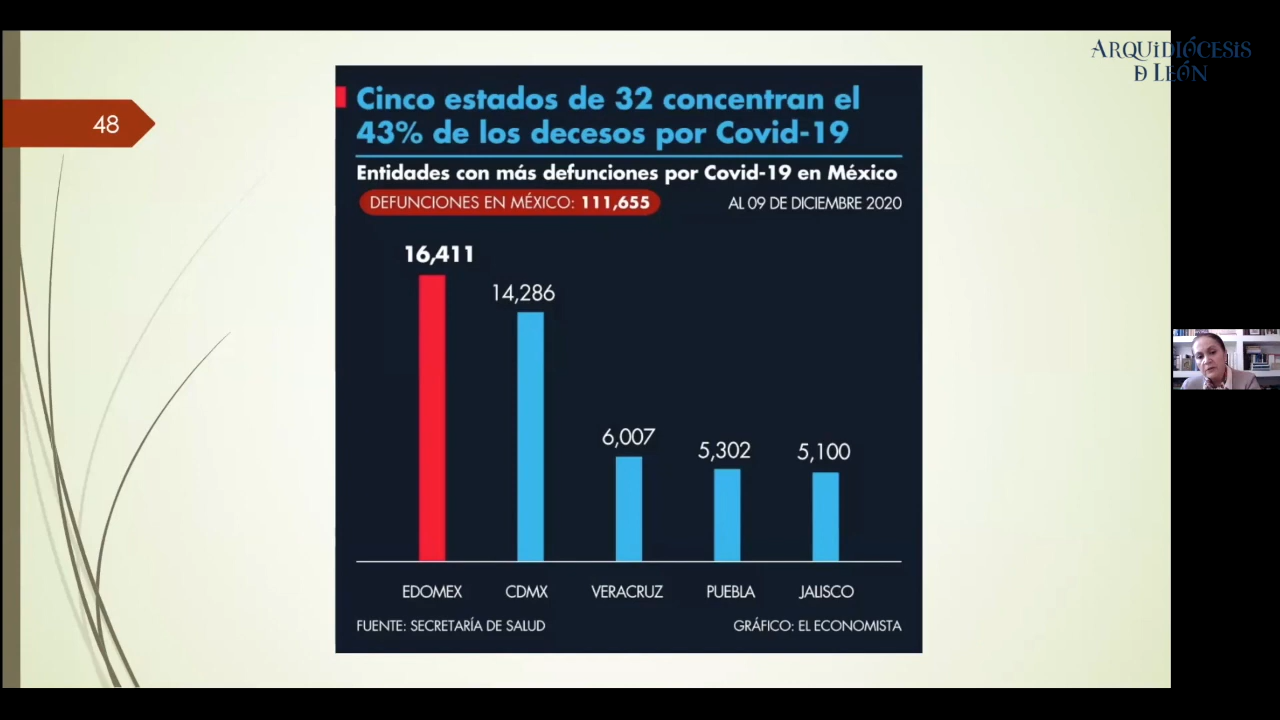 ARQUIDIÓCESIS
D LEÓN
48
Cinco estados de 32 concentran el
43% de los decesos por Covid-19
Entidades con más defunciones por Covid-19 en México
DEFUNCIONES EN MÉXICO: 111,655
AL 09 DE DICIEMBRE 2020
16,411
14,286
6,007
5,302
5,100
EDOMEX
CDMX
VERACRUZ
PUEBLA
JALISCO
FUENTE: SECRETARÍA DE SALUD
GRÁFICO: EL ECONOMISTA